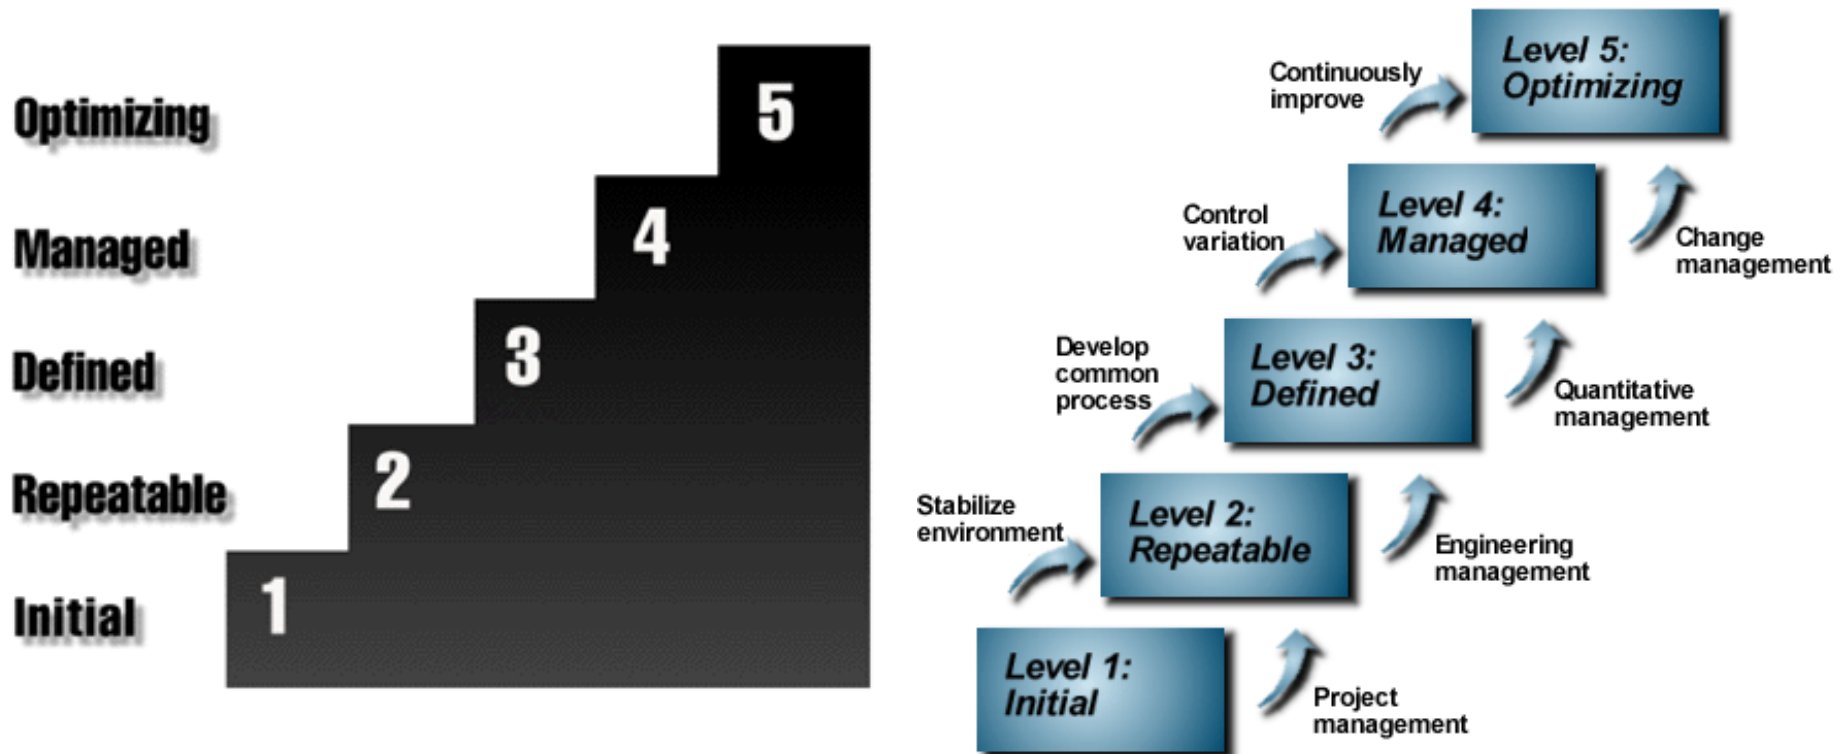 Optimizing
5
Managed
4
Defined
3
Repeatable
2
Initial
1
Continuously
improve
Level 5:
Optimizing
Control
variation
Level 4:
Managed
Change
management
Develop
common
process
Level 3:
Defined
Quantitative
management
Stabilize
environment
Level 2:
Repeatable
Engineering
management
Level 1:
Initial
Project
management